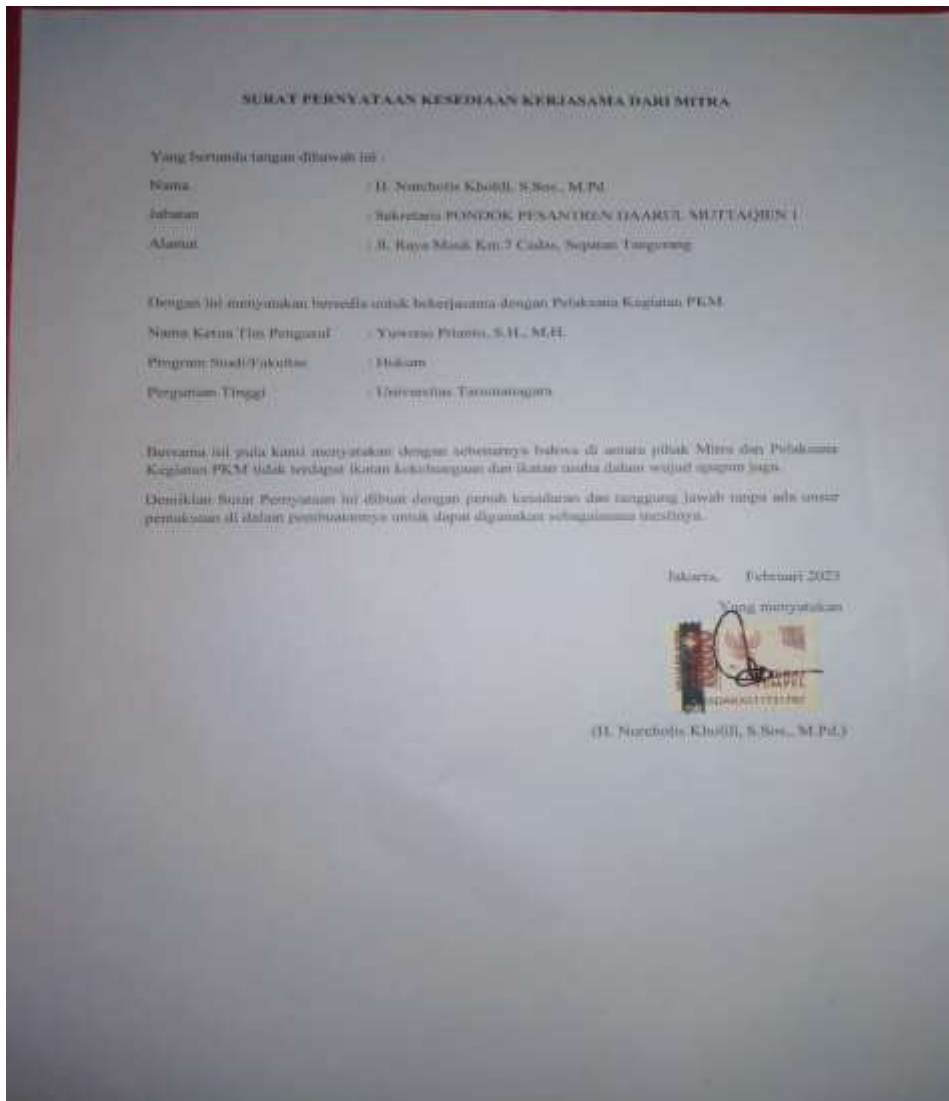 SURAT PERNYATAAN KESEDIAAN KERJASAMA DARI MITRA
Yang bertanda tangan dibawah ini :
Nama : H. Nurcholis Kholili, S.Sos., M.Pd
Jabatan : Sekretaris PONDOK PESANTREN DAARUL MUTTAQIEN 1
Alamat : Jl. Raya Mauk Km.7 Cadas, Sepatan Tangerang
Dengan ini menyatakan bersedia untuk bekerjasama dengan Pelaksana Kegiatan PKM.
Nama Ketua Tim Pengusul : Yuwono Prianto, S.H., M.H.
Program Studi/Fakultas : Hukum
Perguruan Tinggi : Universitas Tarumanagara
Bersama ini pula kami menyatakan dengan sebenarnya bahwa di antara pihak Mitra dan Pelaksana
Kegiatan PKM tidak terdapat ikatan kekeluargaan dan ikatan usaha dalam wujud apapun juga.
Demikian Surat Pernyataan ini dibuat dengan penuh kesadaran dan tanggung jawab tanpa ada unsur
pemaksaan di dalam pembuatannya untuk dapat digunakan sebagaimana mestinya.
Jakarta, Februari 2023
Yang menyatakan
10000
TEMPEL
(H. Nurcholis Kholili, S.Sos., M.Pd.)